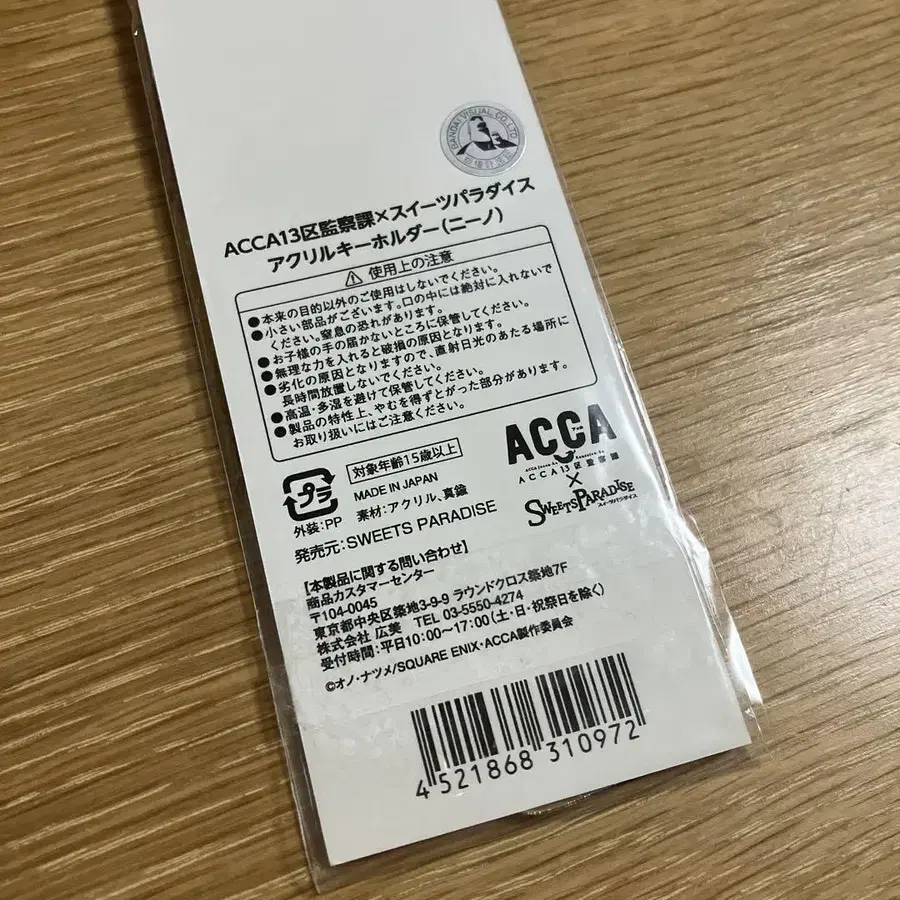 BANDAI VISUAL CO.,LTD
ACCA13区監察課×スイーツパラダイス
アクリルキーホルダー(ニーノ)
使用上の注意
●本来の目的以外のご使用はしないでください。
●小さい部品がございます。口の中には絶対に入れないで
ください。窒息の恐れがあります。
●お子様の手の届かないところに保管してください。
●無理な力を入れると破損の原因となります。
●劣化の原因となりますので、直射日光のあたる場所に
長時間放置しないでください。
●高温・多湿を避けて保管してください。
●製品の特性上、やむを得ずとがった部分があります。
お取り扱いにはご注意ください。
プラ
外装:PP
対象年齢15歳以上
MADE IN JAPAN
素材:アクリル、真鍮
発売元:SWEETS PARADISE
ACCA
ACCA13区監察課
×
SWEETS PARADISE
スイーツパラダイス
【本製品に関する問い合わせ】
商品カスタマーセンター
〒104-0045
東京都中央区築地3-9-9 ラウンドクロス築地7F
株式会社 広美 TEL 03-5550-4274
受付時間:平日10:00〜17:00(土・日・祝祭日を除く)
©オノ・ナツメ/SQUARE ENIX・ACCA製作委員会
4 521868 310972